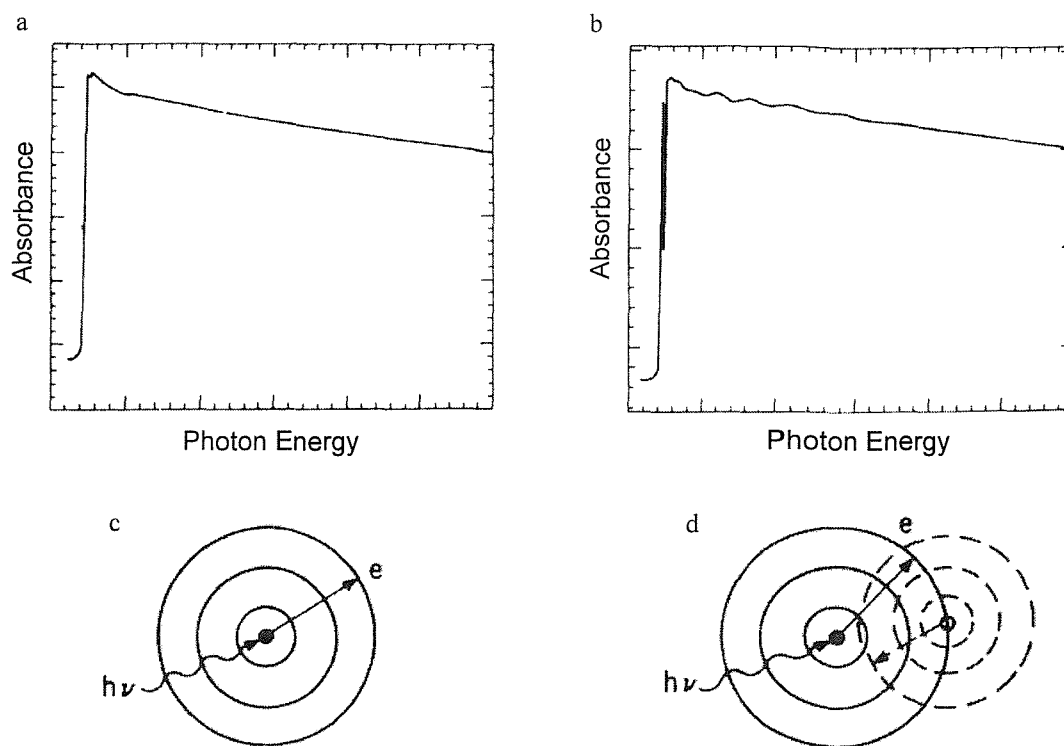 a
b
Absorbance
Absorbance
Photon Energy
Photon Energy
c
d
e
e
hν
hν